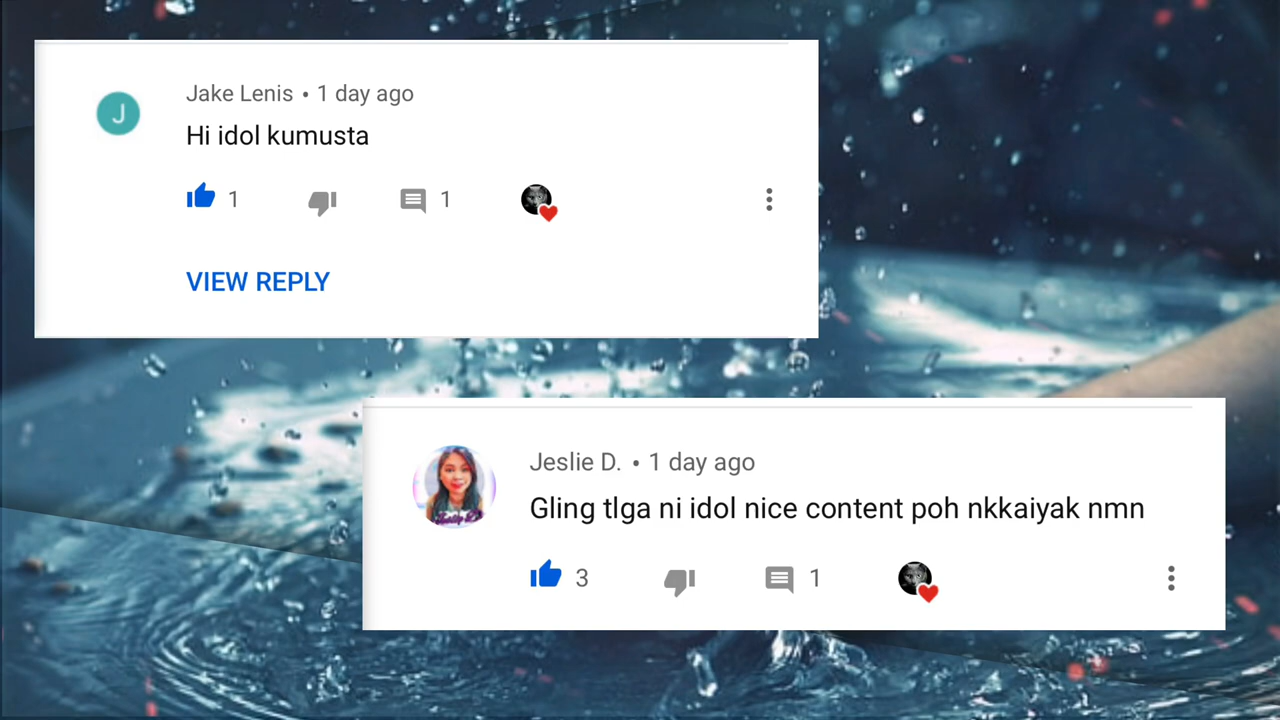 J
Jake Lenis • 1 day ago
Hi idol kumusta
1
1
VIEW REPLY
Jeslie D. • 1 day ago
Gling tlga ni idol nice content poh nkkaiyak nmn
3
1